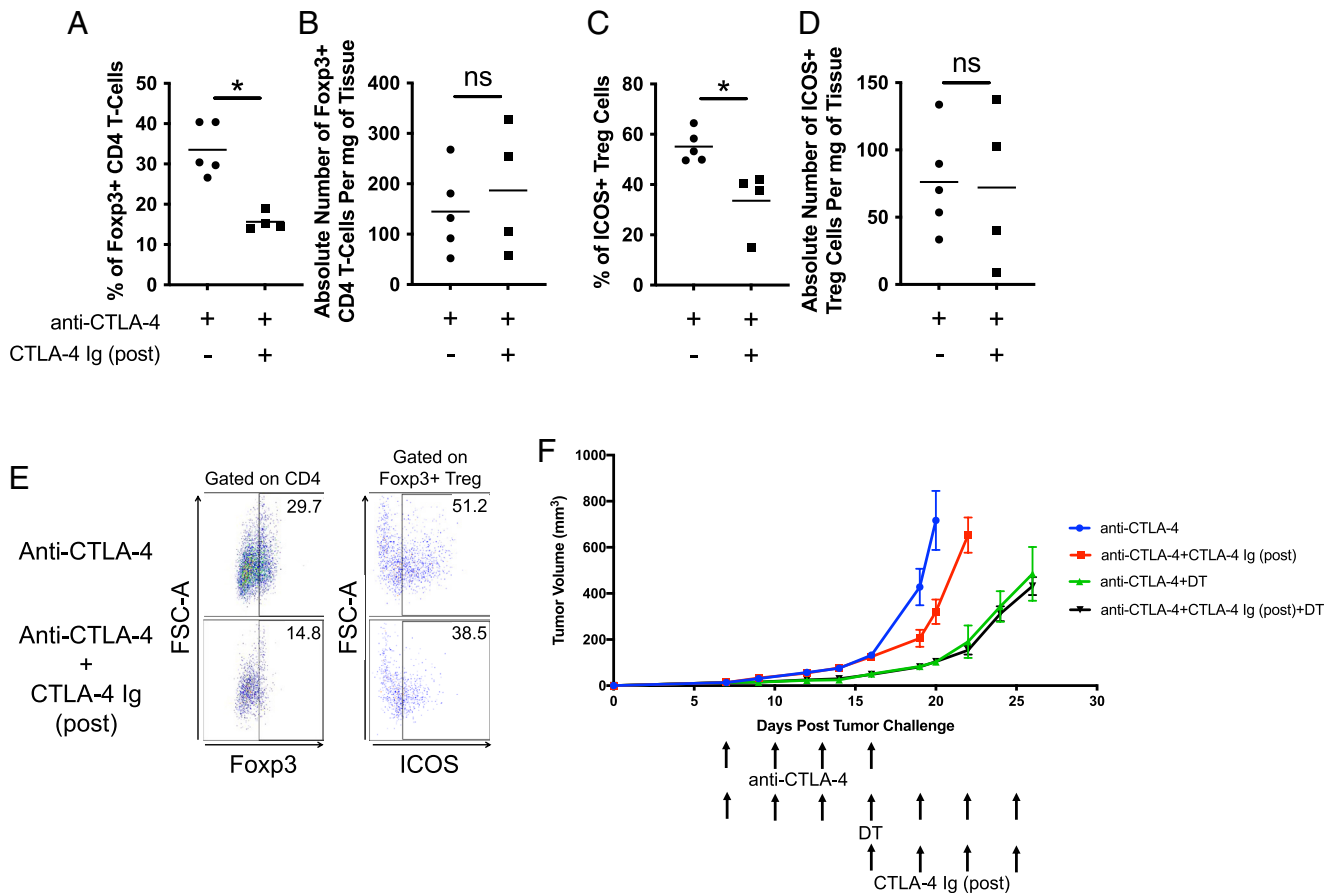 A
% of Foxp3+ CD4 T-Cells
50
40
30
20
10
0
*
B
Absolute Number of Foxp3+
CD4 T-Cells Per mg of Tissue
400
300
200
100
0
ns
C
% of ICOS+ Treg Cells
80
60
40
20
0
*
D
Absolute Number of ICOS+
Treg Cells Per mg of Tissue
150
100
50
0
ns
anti-CTLA-4 + + + + + + + +
CTLA-4 Ig (post) - + - + - + - +
E
Gated on CD4
Gated on
Foxp3+ Treg
Anti-CTLA-4
FSC-A
29.7
FSC-A
51.2
Anti-CTLA-4
+
CTLA-4 Ig
(post)
14.8
38.5
Foxp3
ICOS
F
Tumor Volume (mm³)
1000
800
600
400
200
0
0 5 10 15 20 25 30
Days Post Tumor Challenge
anti-CTLA-4
anti-CTLA-4+CTLA-4 Ig (post)
anti-CTLA-4+DT
anti-CTLA-4+CTLA-4 Ig (post)+DT
anti-CTLA-4
DT
CTLA-4 Ig (post)